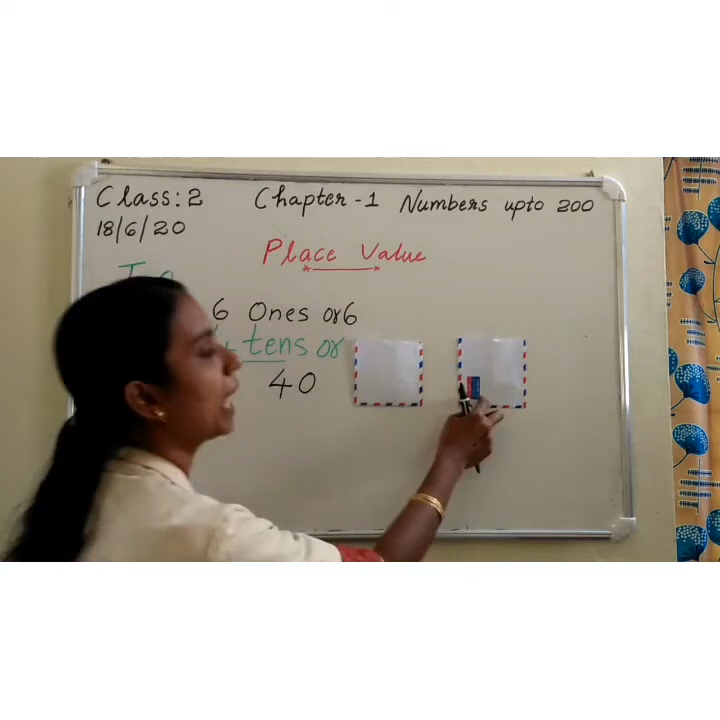 Class: 2 Chapter - 1 Numbers upto 200
18/6/20
Place Value
T O
6 Ones or 6
4 tens or
40